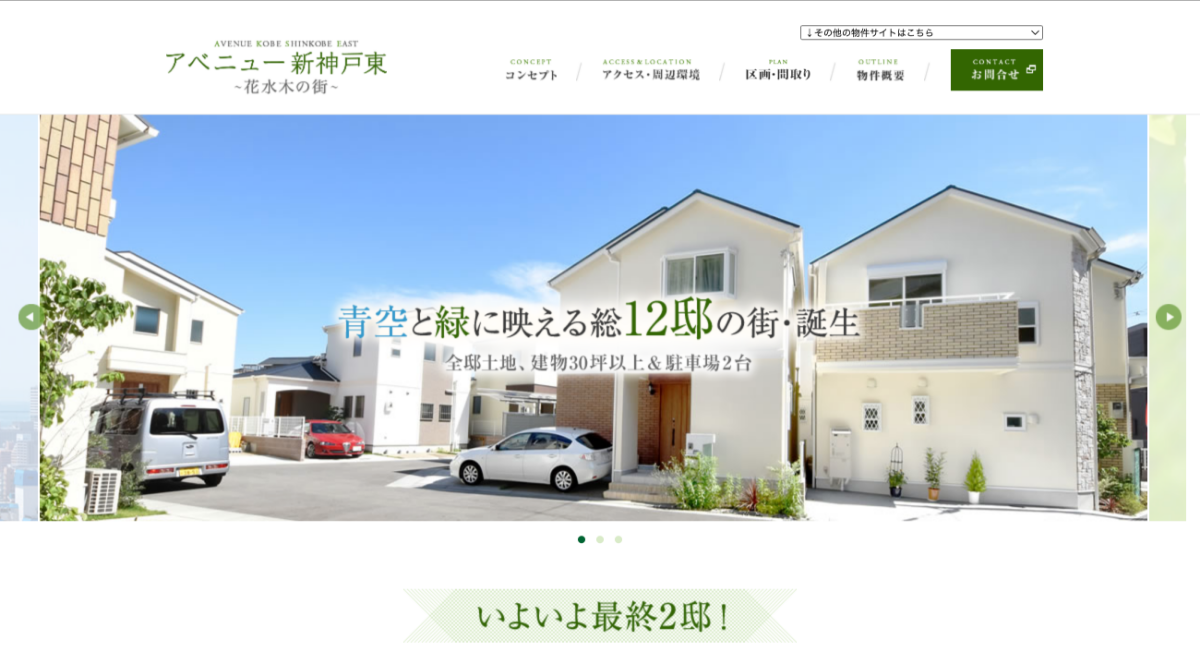 ↓その他の物件サイトはこちら
AVENUE KOBE SHINKOBE EAST
アベニュー新神戸東
~花水木の街~
CONCEPT
コンセプト
ACCESS&LOCATION
アクセス・周辺環境
PLAN
区画・間取り
OUTLINE
物件概要
CONTACT
お問合せ
青空と緑に映える総12邸の街・誕生
全邸土地、建物30坪以上&駐車場2台
いよいよ最終2邸!